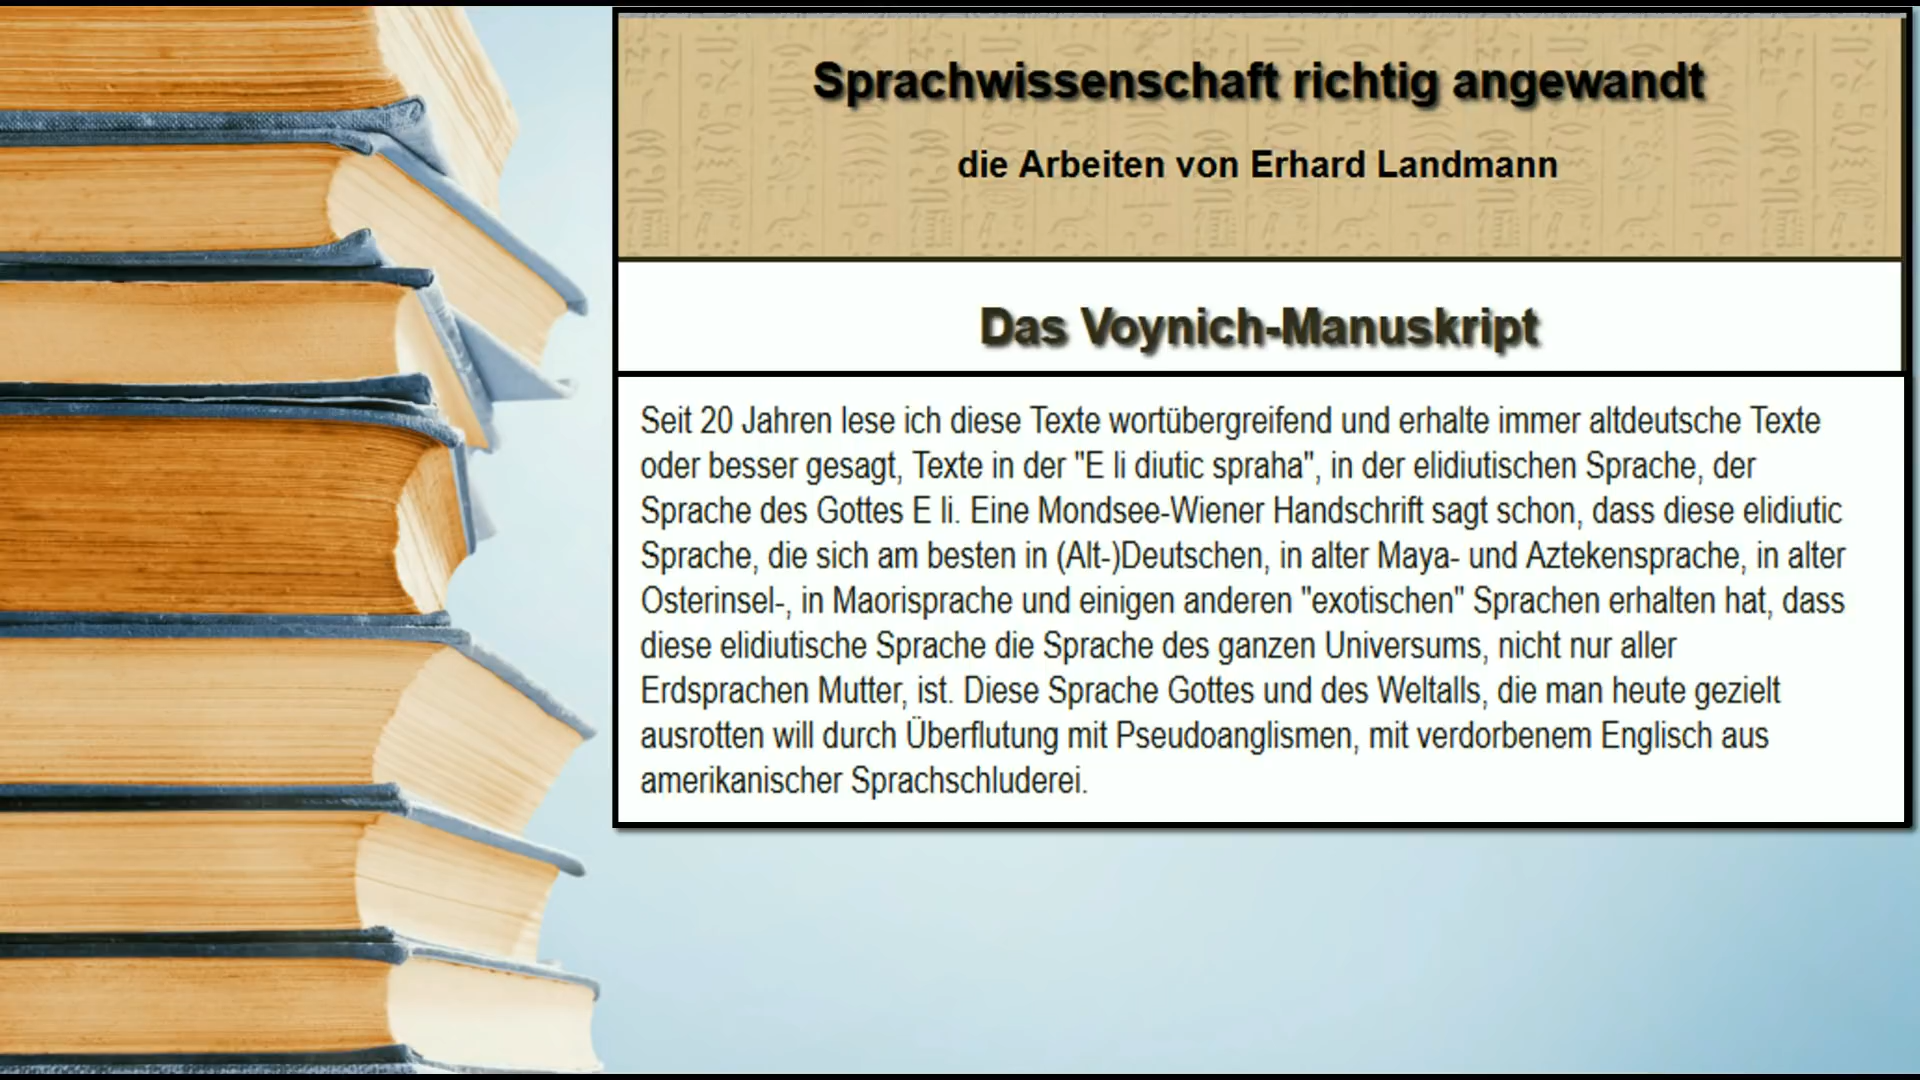 Sprachwissenschaft richtig angewandt
die Arbeiten von Erhard Landmann
Das Voynich-Manuskript
Seit 20 Jahren lese ich diese Texte wortübergreifend und erhalte immer altdeutsche Texte
oder besser gesagt, Texte in der "E li diutic spraha", in der elidiutischen Sprache, der
Sprache des Gottes E li. Eine Mondsee-Wiener Handschrift sagt schon, dass diese elidiutic
Sprache, die sich am besten in (Alt-)Deutschen, in alter Maya- und Aztekensprache, in alter
Osterinsel-, in Maorisprache und einigen anderen "exotischen" Sprachen erhalten hat, dass
diese elidiutische Sprache die Sprache des ganzen Universums, nicht nur aller
Erdsprachen Mutter, ist. Diese Sprache Gottes und des Weltalls, die man heute gezielt
ausrotten will durch Überflutung mit Pseudoanglismen, mit verdorbenem Englisch aus
amerikanischer Sprachschluderei.